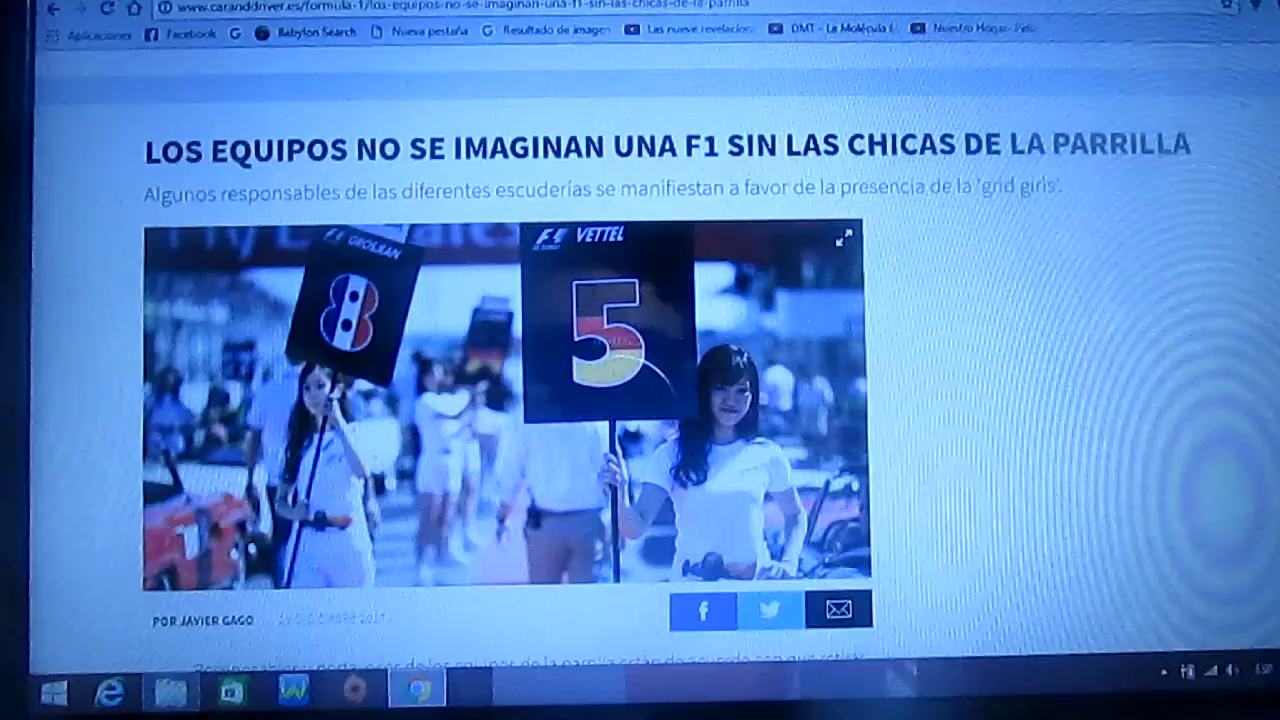 www.caranddriver.es/formula-1/los-equipos-no-se-imaginan-una-f1-sin-las-chicas-de-la-parrilla
Aplicaciones Facebook Babylon Search Nueva pestaña Resultado de imagen Las nueve revelacion DMT - La Molécula Nuestro Hogar-
LOS EQUIPOS NO SE IMAGINAN UNA F1 SIN LAS CHICAS DE LA PARRILLA
Algunos responsables de las diferentes escuderías se manifiestan a favor de la presencia de la 'grid girls'.
F1 GROSJEAN
8
F1 VETTEL
5
POR JAVIER GAGO